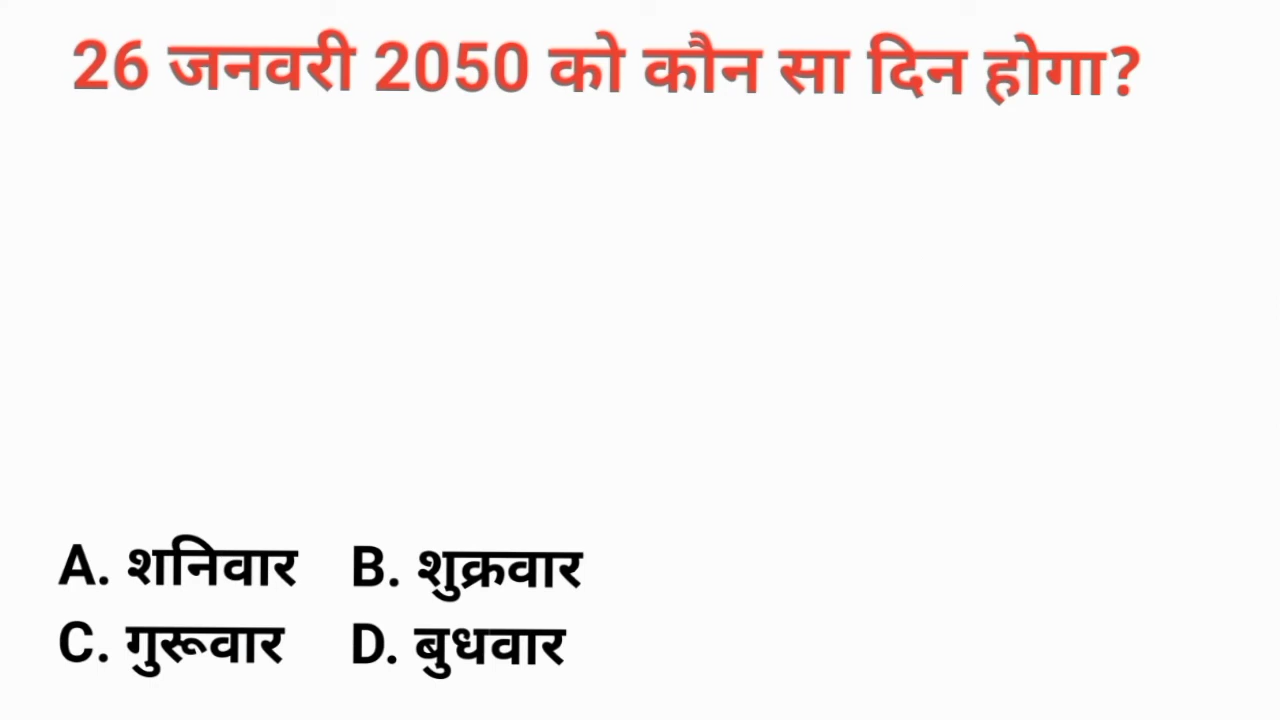 26 जनवरी 2050 को कौन सा दिन होगा?
A. शनिवार B. शुक्रवार
C. गुरूवार D. बुधवार